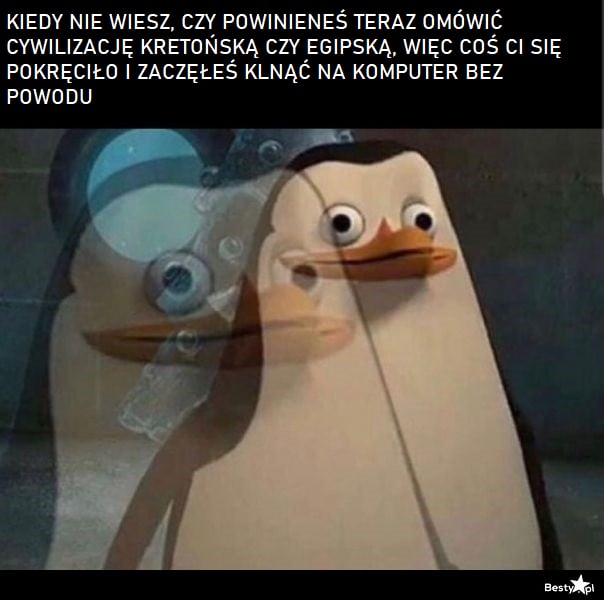 KIEDY NIE WIESZ, CZY POWINIENEŚ TERAZ OMÓWIĆ
CYWILIZACJĘ KRETOŃSKĄ CZY EGIPSKĄ, WIĘC COŚ CI SIĘ
POKRĘCIŁO I ZACZĘŁEŚ KLNĄĆ NA KOMPUTER BEZ
POWODU
Besty.pl